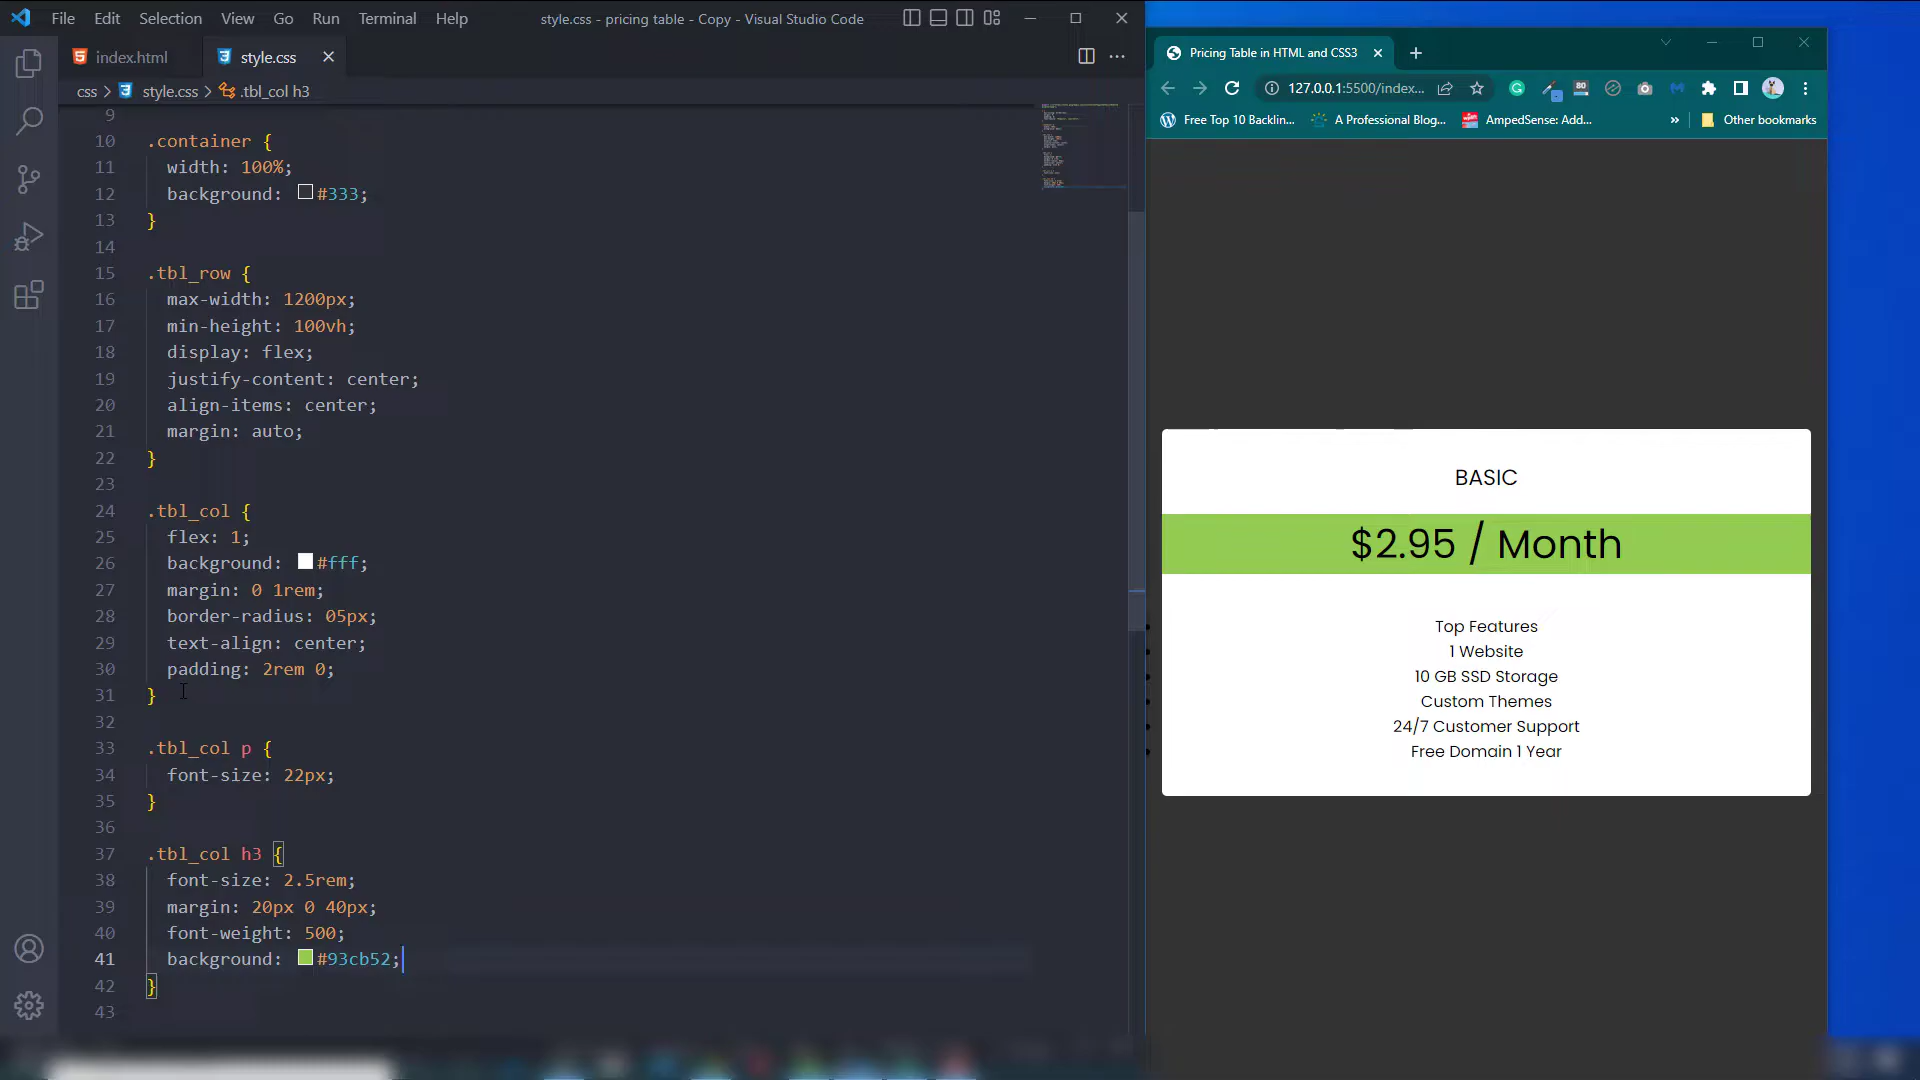 File Edit Selection View Go Run Terminal Help
style.css - pricing table - Copy - Visual Studio Code
index.html
style.css
css > style.css > .tbl_col h3
9
10 .container {
11 width: 100%;
12 background: #333;
13 }
14
15 .tbl_row {
16 max-width: 1200px;
17 min-height: 100vh;
18 display: flex;
19 justify-content: center;
20 align-items: center;
21 margin: auto;
22 }
23
24 .tbl_col {
25 flex: 1;
26 background: #fff;
27 margin: 0 1rem;
28 border-radius: 05px;
29 text-align: center;
30 padding: 2rem 0;
31 }
32
33 .tbl_col p {
34 font-size: 22px;
35 }
36
37 .tbl_col h3 {
38 font-size: 2.5rem;
39 margin: 20px 0 40px;
40 font-weight: 500;
41 background: #93cb52;
42 }
43
Pricing Table in HTML and CSS3
127.0.0.1:5500/index...
80
Free Top 10 Backlin...
A Professional Blog...
AmpedSense: Add...
»
Other bookmarks
BASIC
$2.95 / Month
Top Features
1 Website
10 GB SSD Storage
Custom Themes
24/7 Customer Support
Free Domain 1 Year